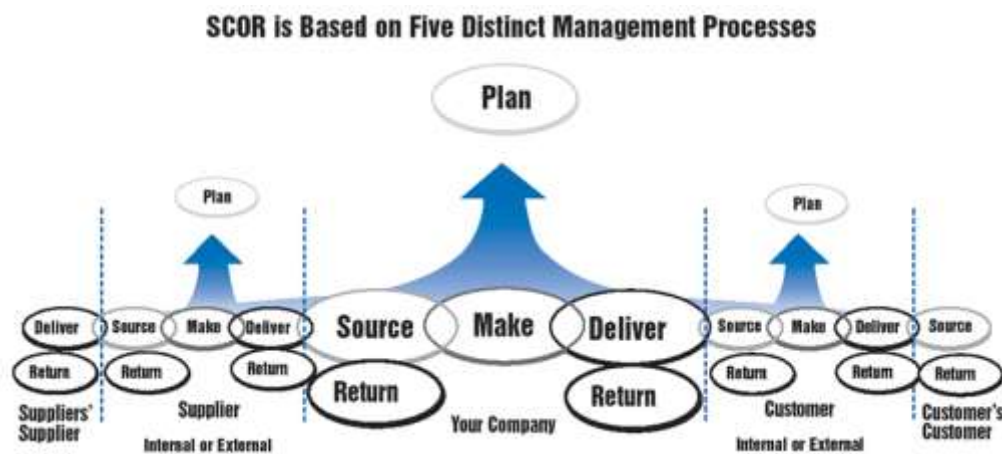 SCOR is Based on Five Distinct Management Processes
Plan
Plan
Plan
Deliver
Source
Make
Deliver
Source
Make
Deliver
Source
Make
Deliver
Source
Return
Return
Return
Return
Return
Return
Return
Return
Suppliers'
Supplier
Supplier
Internal or External
Your Company
Customer
Internal or External
Customer's
Customer